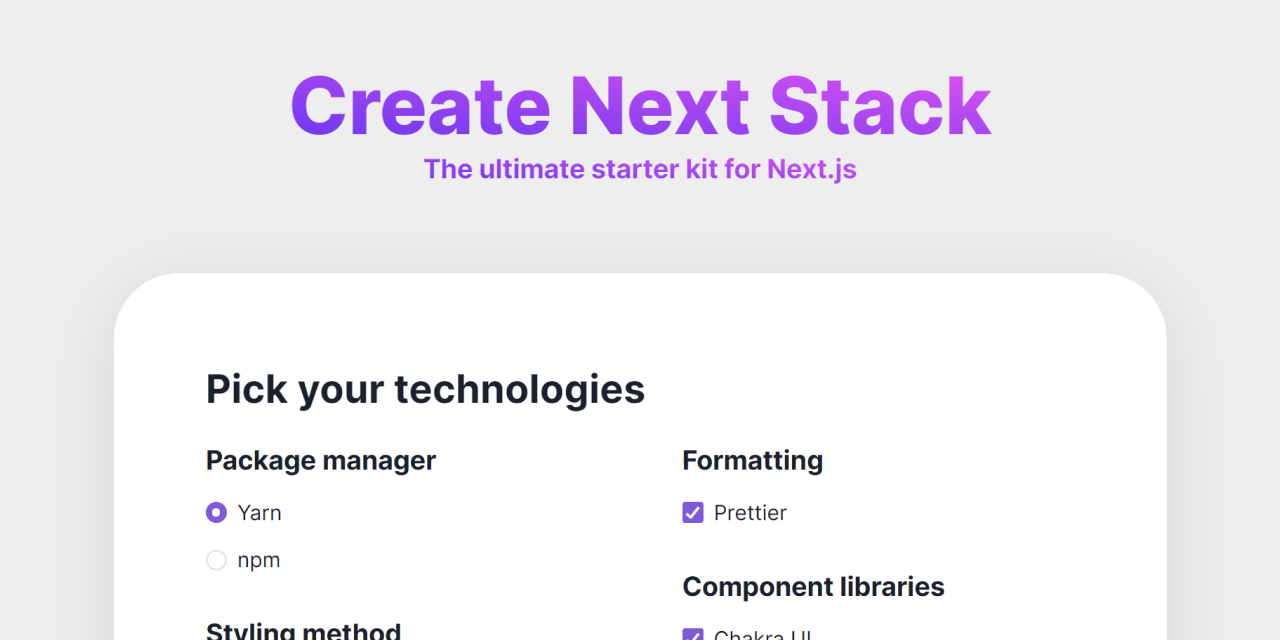 Create Next Stack
The ultimate starter kit for Next.js
Pick your technologies
Package manager
Yarn
npm
Styling method
Formatting
Prettier
Component libraries
Chakra UI